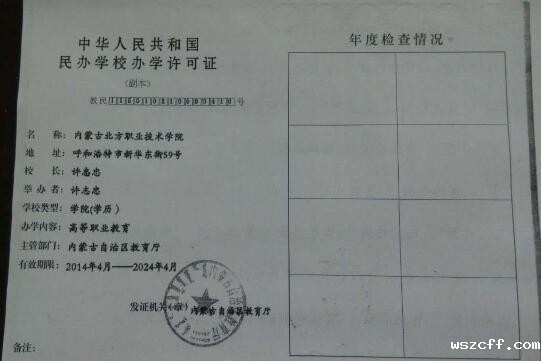 中华人民共和国
民办学校办学许可证
(副本)
教民 号
名 称: 内蒙古北方职业技术学院
地 址: 呼和浩特市新华东街59号
校 长: 许志忠
举 办 者: 许志忠
学校类型: 学院(学历)
办学内容: 高等职业教育
主管部门: 内蒙古自治区教育厅
有效期限: 2014年4月——2024年4月
发证机关(章) 内蒙古自治区教育厅
备注:
年度检查情况
www.wszcff.com